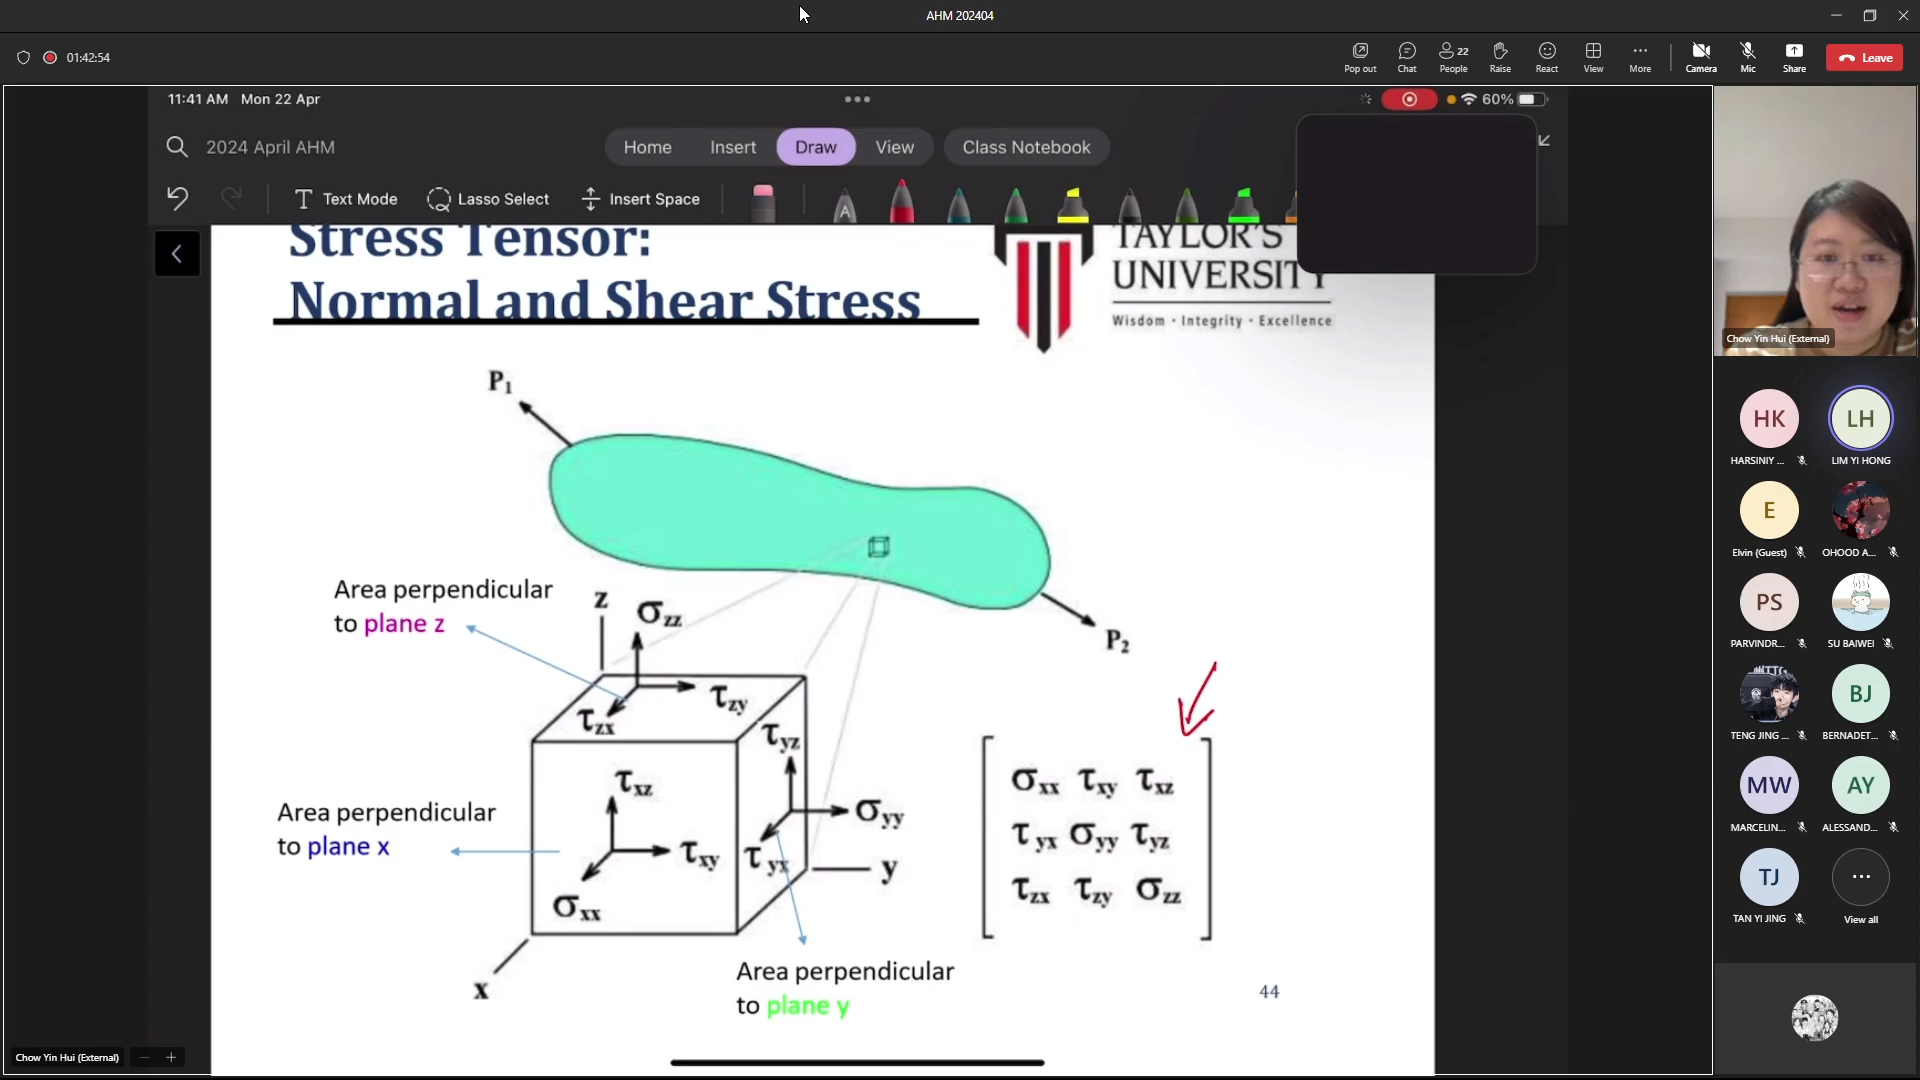 AHM 202404
01:42:54
Pop out
Chat
22
People
Raise
React
View
More
Camera
Mic
Share
Leave
11:41 AM Mon 22 Apr
60%
2024 April AHM
Home
Insert
Draw
View
Class Notebook
Text Mode
Lasso Select
Insert Space
A
Stress Tensor:
Normal and Shear Stress
TAYLOR'S
UNIVERSITY
Wisdom · Integrity · Excellence
P₁
P₂
Area perpendicular
to plane z
z
σzz
τzy
τzx
τyz
τxz
σyy
Area perpendicular
to plane x
τxy
τyx
y
σxx
x
Area perpendicular
to plane y
σxx τxy τxz
τyx σyy τyz
τzx τzy σzz
44
Chow Yin Hui (External)
Chow Yin Hui (External)
HK
HARSINIY ...
LH
LIM YI HONG
E
Elvin (Guest)
OHOOD A...
PS
PARVINDR...
SU BAIWEI
TENG JING ...
BJ
BERNADET...
MW
MARCELIN...
AY
ALESSAND...
TJ
TAN YI JING
View all